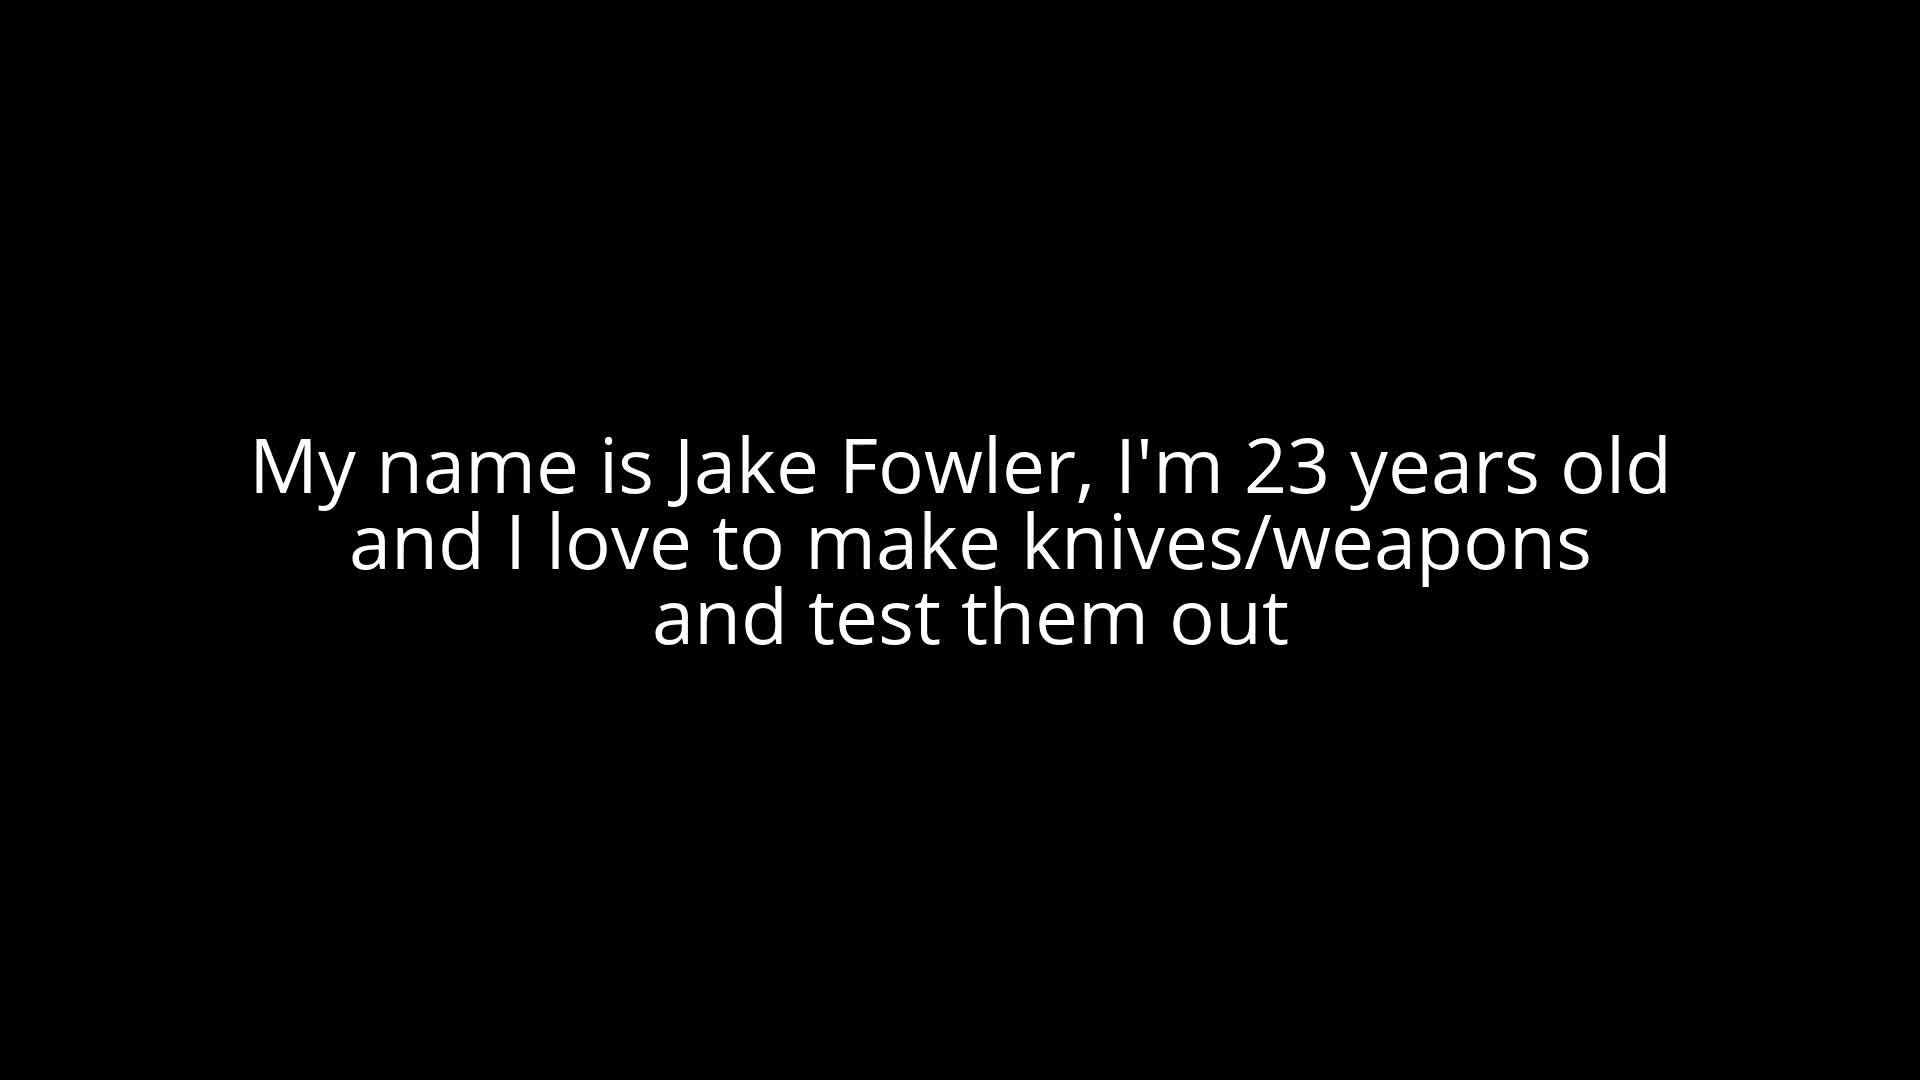 My name is Jake Fowler, I'm 23 years old
and I love to make knives/weapons
and test them out